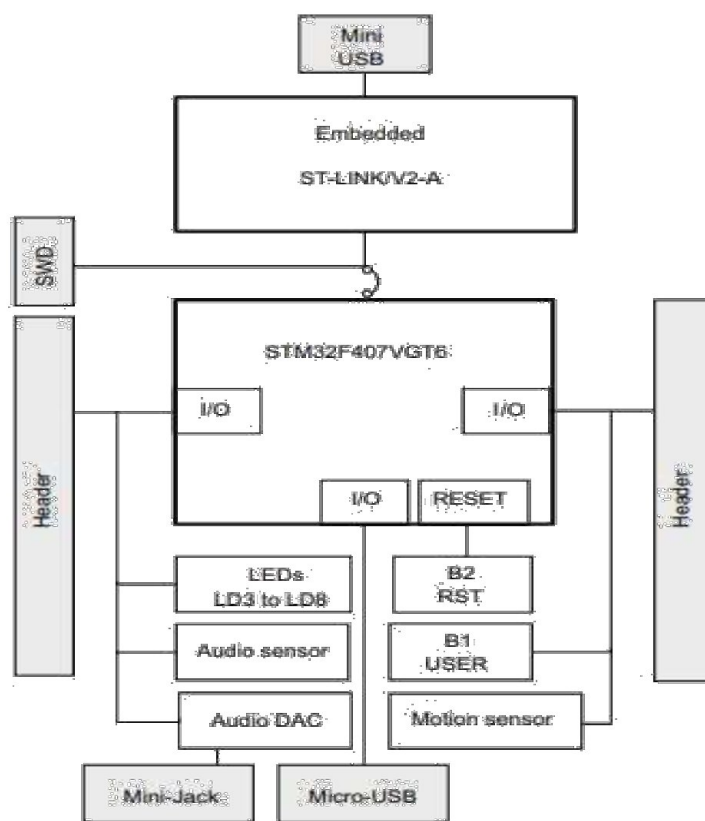 Mini
USB
Embedded
ST-LINK/V2-A
SWD
STM32F407VGT6
I/O
I/O
Header
Header
I/O
RESET
LEDs
LD3 to LD8
B2
RST
Audio sensor
B1
USER
Audio DAC
Motion sensor
Mini-Jack
Micro-USB